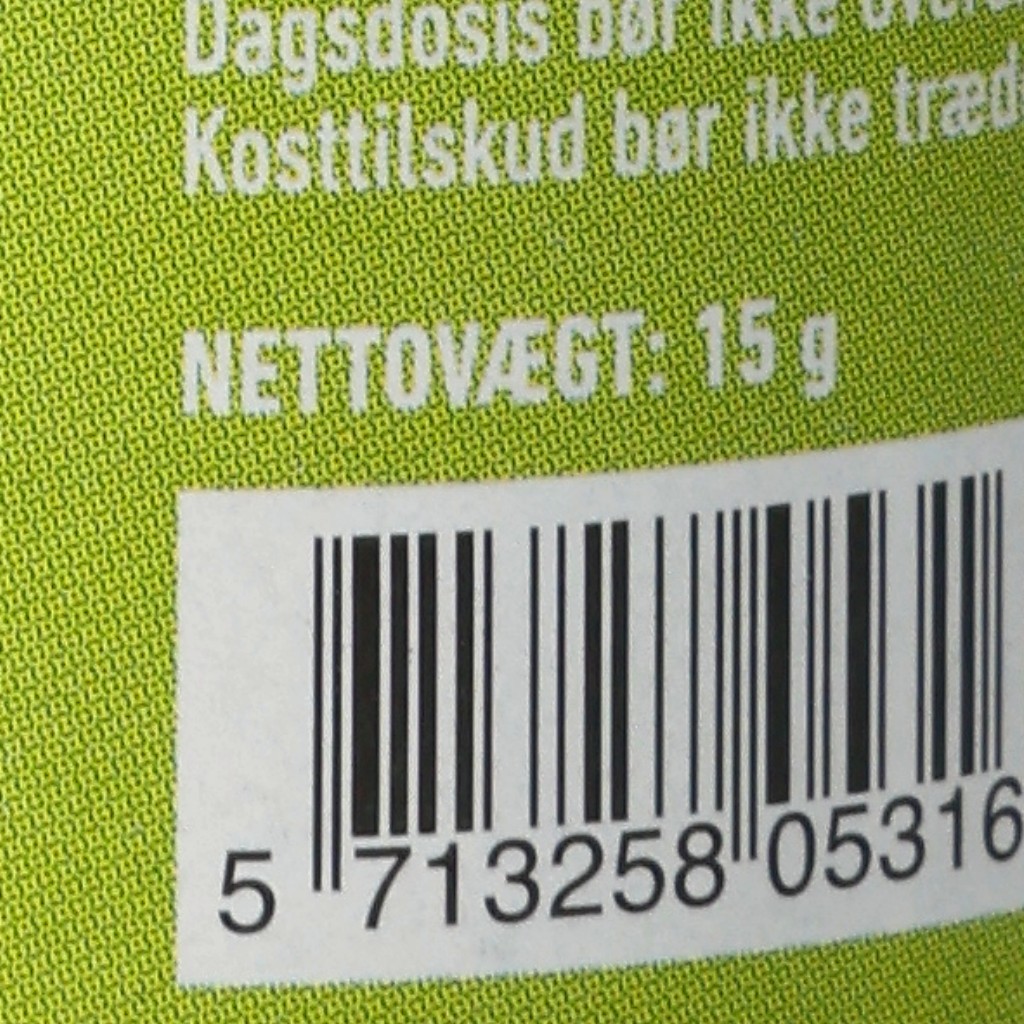 Dagsdosis bør ikke
Kosttilskud bør ikke
NETTOVÆGT: 15 g
5 713258 05316